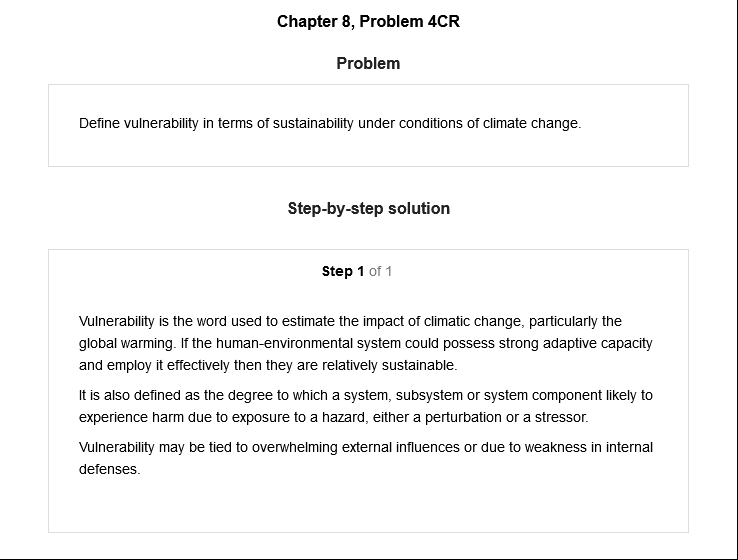 Chapter 8, Problem 4CR
Problem
Define vulnerability in terms of sustainability under conditions of climate change.
Step-by-step solution
Step 1 of 1
Vulnerability is the word used to estimate the impact of climatic change, particularly the
global warming. If the human-environmental system could possess strong adaptive capacity
and employ it effectively then they are relatively sustainable.
It is also defined as the degree to which a system, subsystem or system component likely to
experience harm due to exposure to a hazard, either a perturbation or a stressor.
Vulnerability may be tied to overwhelming external influences or due to weakness in internal
defenses.